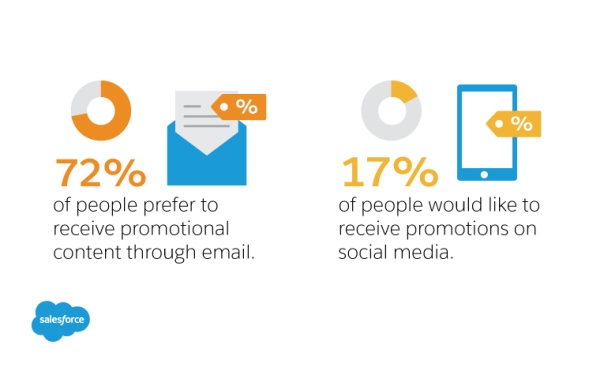 %
72%
of people prefer to
receive promotional
content through email.
%
17%
of people would like to
receive promotions on
social media.
salesforce